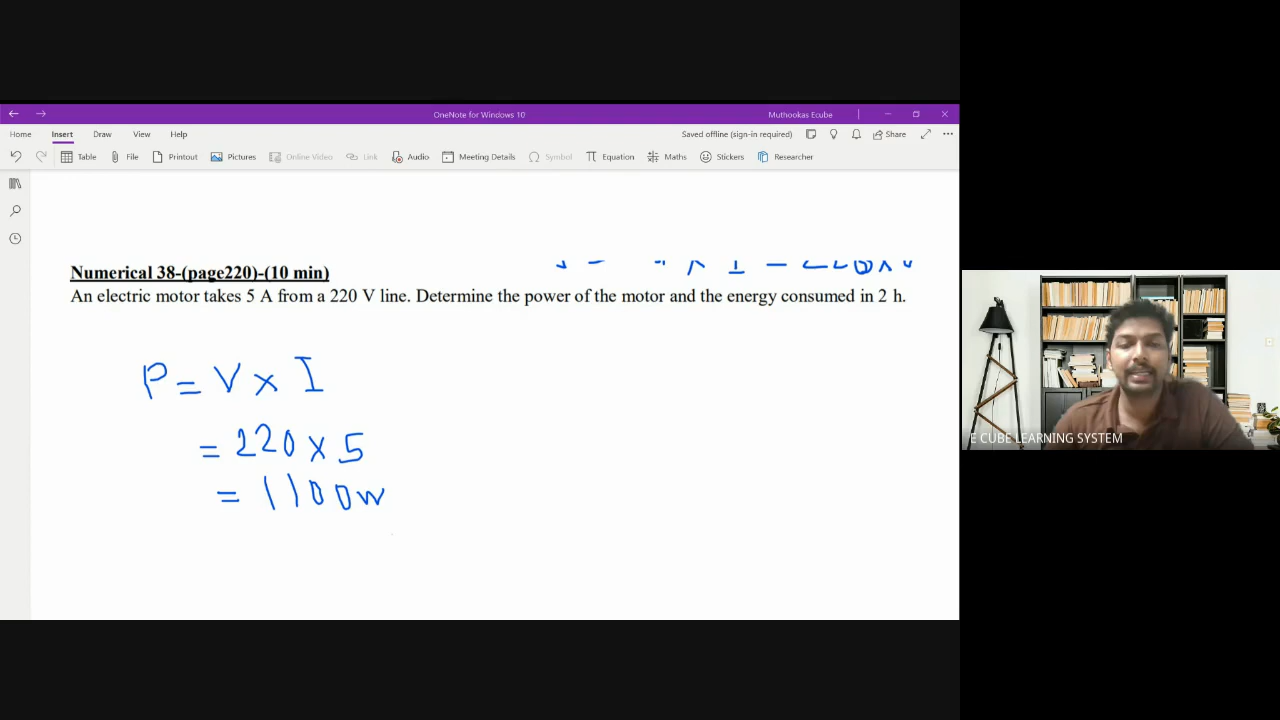 OneNote for Windows 10
Muthookas Ecube
Home Insert Draw View Help
Saved offline (sign-in required) Share
Table File Printout Pictures Online Video Link Audio Meeting Details Symbol Equation Maths Stickers Researcher
Numerical 38-(page220)-(10 min)
An electric motor takes 5 A from a 220 V line. Determine the power of the motor and the energy consumed in 2 h.
P = V × I
= 220 × 5
= 1100W
E CUBE LEARNING SYSTEM